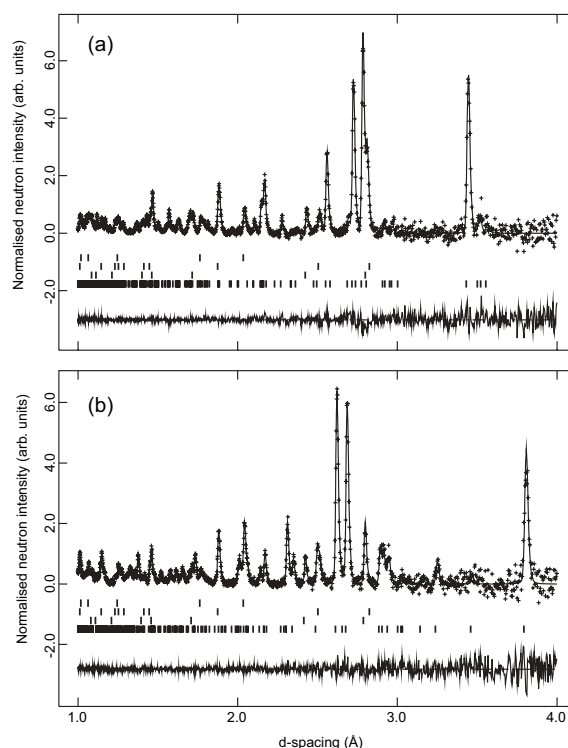 (a)
Normalised neutron intensity (arb. units)
6.0
4.0
2.0
0.0
-2.0
(b)
Normalised neutron intensity (arb. units)
6.0
4.0
2.0
0.0
-2.0
1.0 2.0 3.0 4.0
d-spacing (Å)